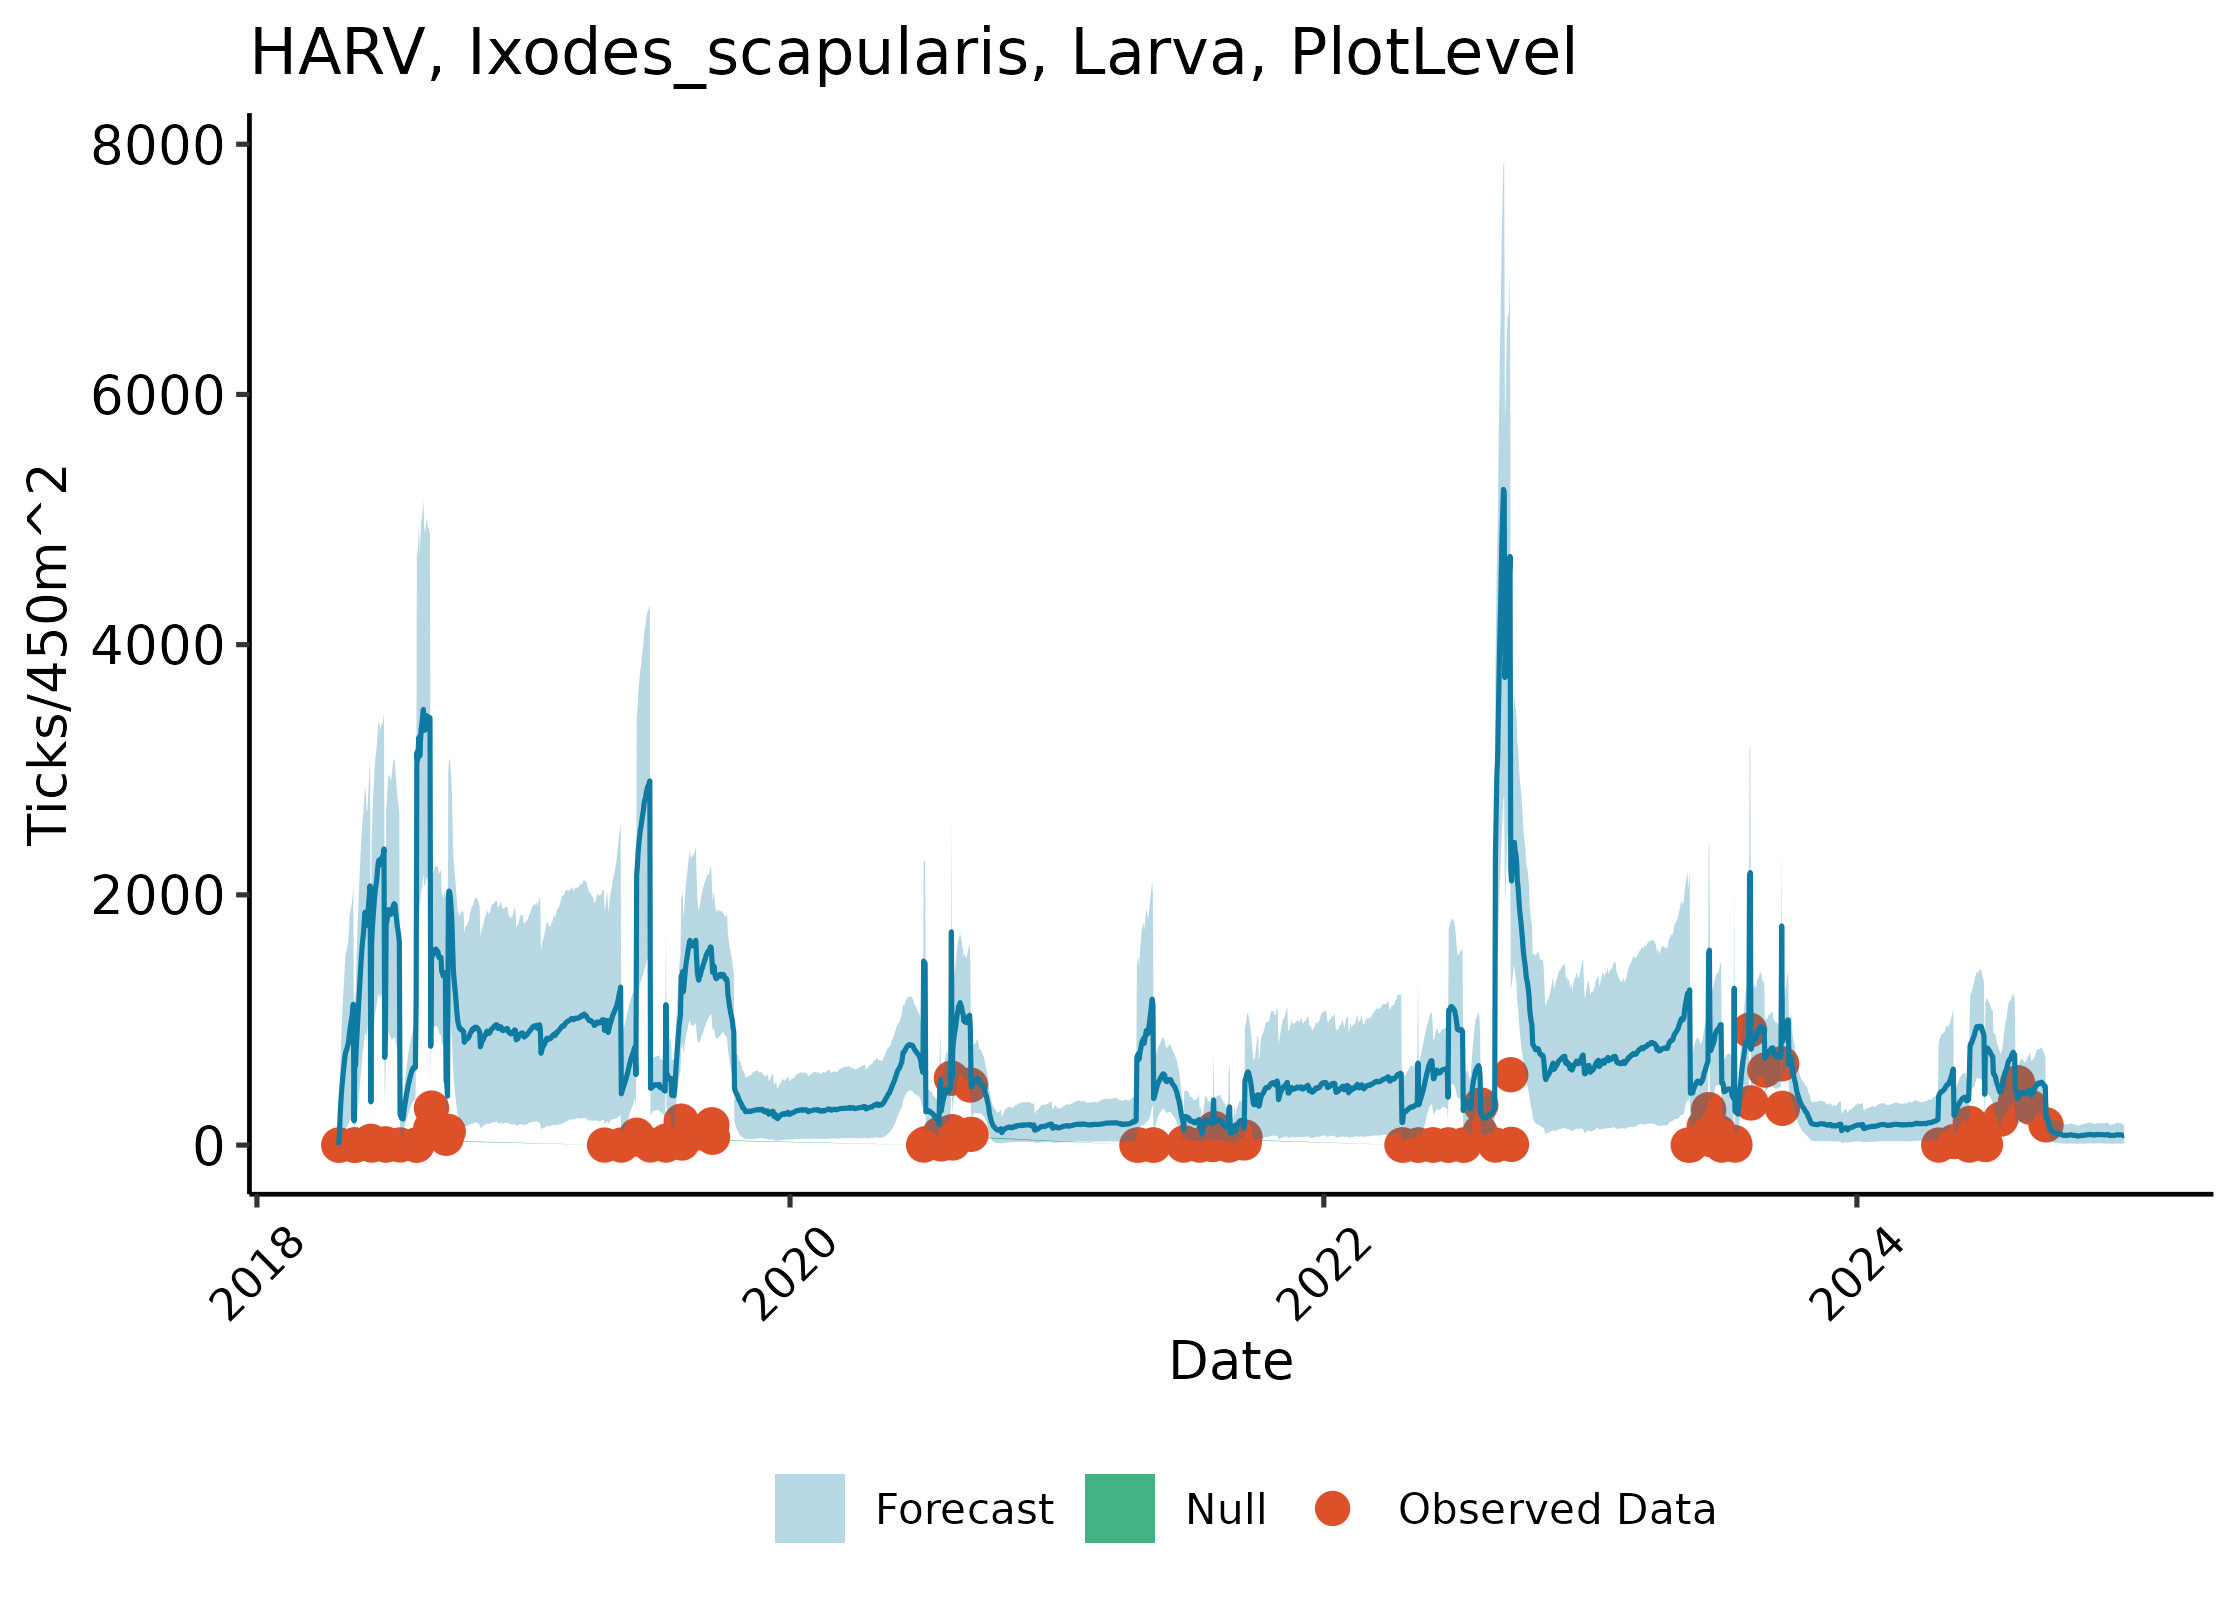 HARV, Ixodes_scapularis, Larva, PlotLevel
Ticks/450m^2
8000
6000
4000
2000
0
2018
2020
2022
2024
Date
Forecast
Null
Observed Data